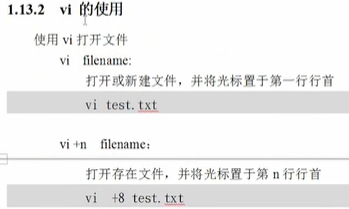 1.13.2 vi 的使用
使用 vi 打开文件
vi filename:
打开或新建文件，并将光标置于第一行行首
vi test.txt
vi +n filename：
打开存在文件，并将光标置于第 n 行行首
vi +8 test.txt